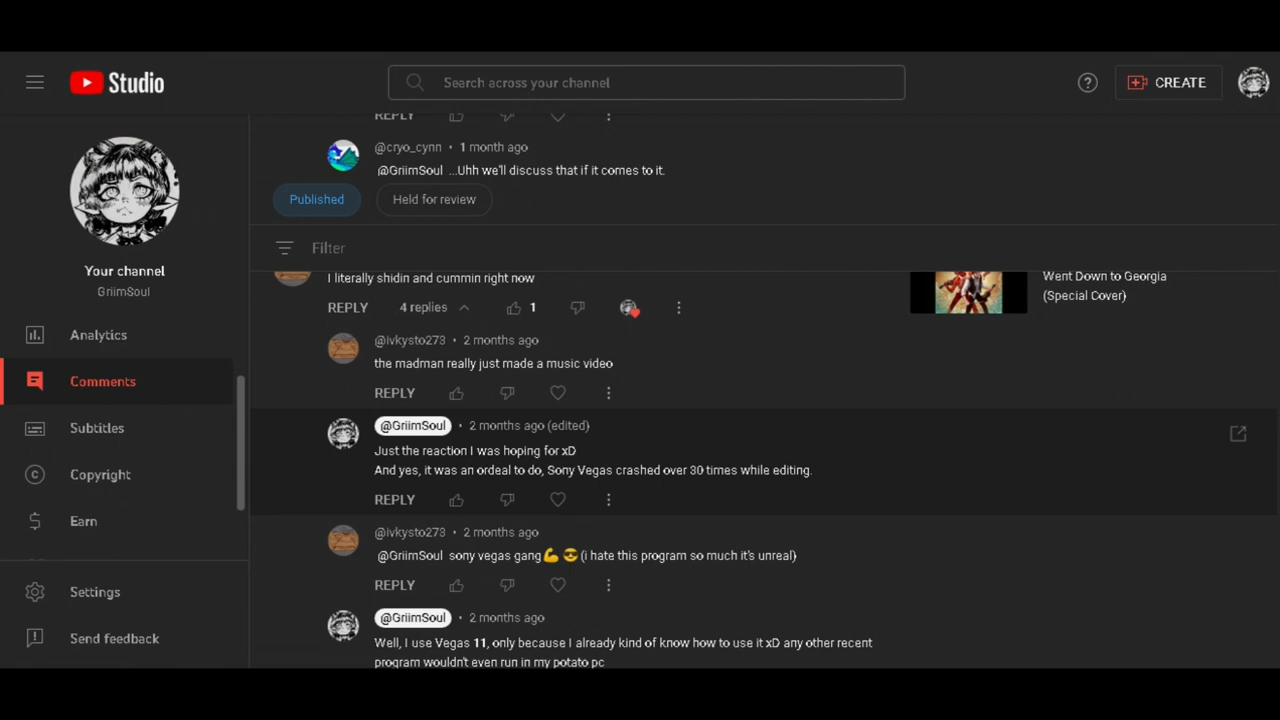 Studio
Search across your channel
CREATE
REPLY
@cryo_cynn • 1 month ago
@GriimSoul ...Uhh we'll discuss that if it comes to it.
Published
Held for review
Filter
Your channel
GriimSoul
Analytics
Comments
Subtitles
Copyright
Earn
Settings
Send feedback
I literally shidin and cummin right now
REPLY 4 replies 1
Went Down to Georgia
(Special Cover)
@ivkysto273 • 2 months ago
the madman really just made a music video
REPLY
@GriimSoul • 2 months ago (edited)
Just the reaction I was hoping for xD
And yes, it was an ordeal to do, Sony Vegas crashed over 30 times while editing.
REPLY
@ivkysto273 • 2 months ago
@GriimSoul sony vegas gang💪 😎 (i hate this program so much it's unreal)
REPLY
@GriimSoul • 2 months ago
Well, I use Vegas 11, only because I already kind of know how to use it xD any other recent
program wouldn't even run in my potato pc